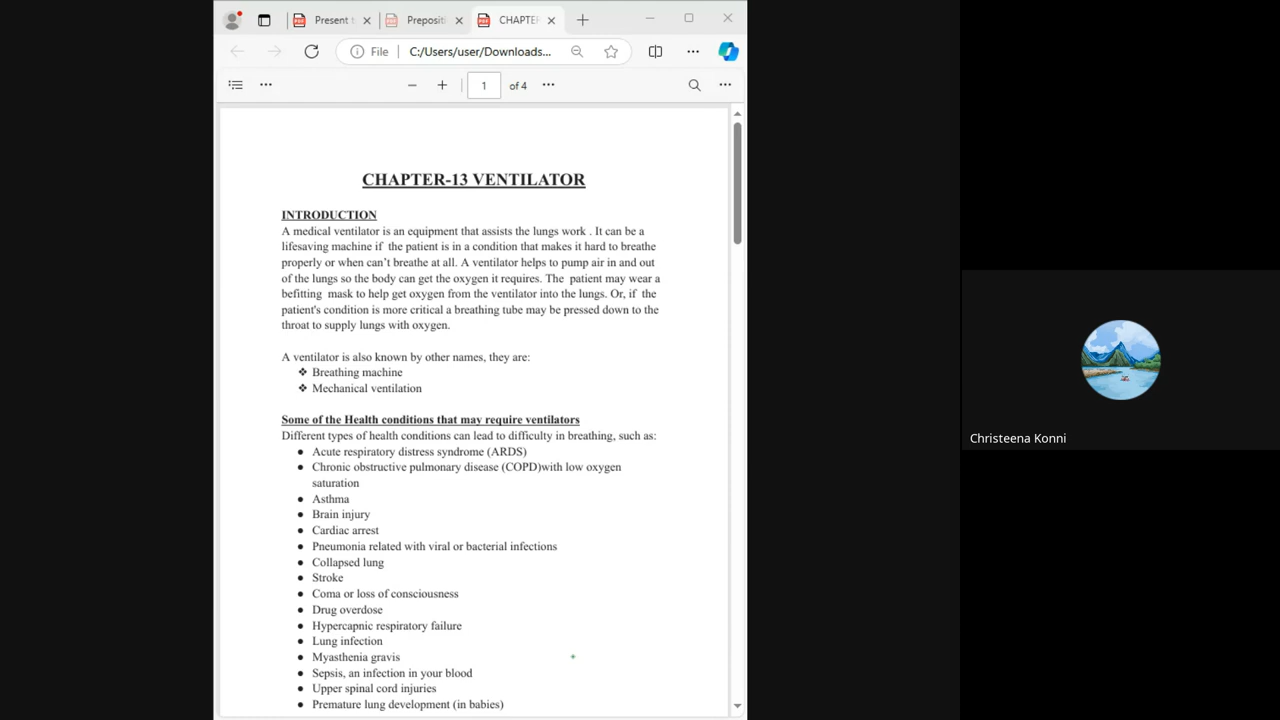 Present t
Prepositi
CHAPTER
File
C:/Users/user/Downloads...
1
of 4
CHAPTER-13 VENTILATOR
INTRODUCTION
A medical ventilator is an equipment that assists the lungs work . It can be a
lifesaving machine if the patient is in a condition that makes it hard to breathe
properly or when can’t breathe at all. A ventilator helps to pump air in and out
of the lungs so the body can get the oxygen it requires. The patient may wear a
befitting mask to help get oxygen from the ventilator into the lungs. Or, if the
patient's condition is more critical a breathing tube may be pressed down to the
throat to supply lungs with oxygen.
A ventilator is also known by other names, they are:
❖ Breathing machine
❖ Mechanical ventilation
Some of the Health conditions that may require ventilators
Different types of health conditions can lead to difficulty in breathing, such as:
● Acute respiratory distress syndrome (ARDS)
● Chronic obstructive pulmonary disease (COPD)with low oxygen
saturation
● Asthma
● Brain injury
● Cardiac arrest
● Pneumonia related with viral or bacterial infections
● Collapsed lung
● Stroke
● Coma or loss of consciousness
● Drug overdose
● Hypercapnic respiratory failure
● Lung infection
● Myasthenia gravis
● Sepsis, an infection in your blood
● Upper spinal cord injuries
● Premature lung development (in babies)
Christeena Konni